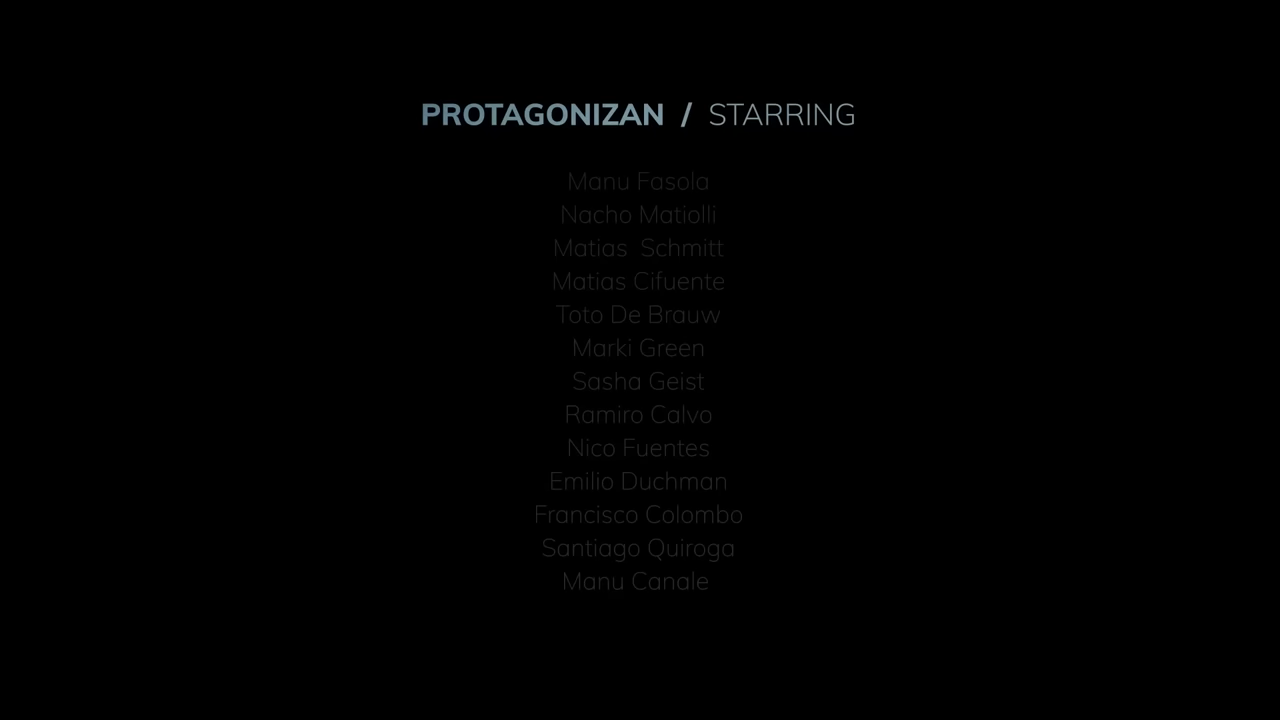 PROTAGONIZAN / STARRING
Manu Fasola
Nacho Matiolli
Matias Schmitt
Matias Cifuente
Toto De Brauw
Marki Green
Sasha Geist
Ramiro Calvo
Nico Fuentes
Emilio Duchman
Francisco Colombo
Santiago Quiroga
Manu Canale